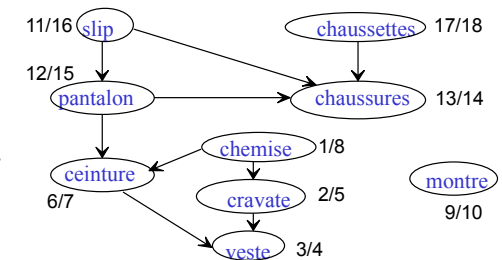 11/16 slip
chaussettes 17/18
12/15
pantalon
chaussures 13/14
chemise 1/8
ceinture
6/7
cravate 2/5
montre
9/10
veste 3/4